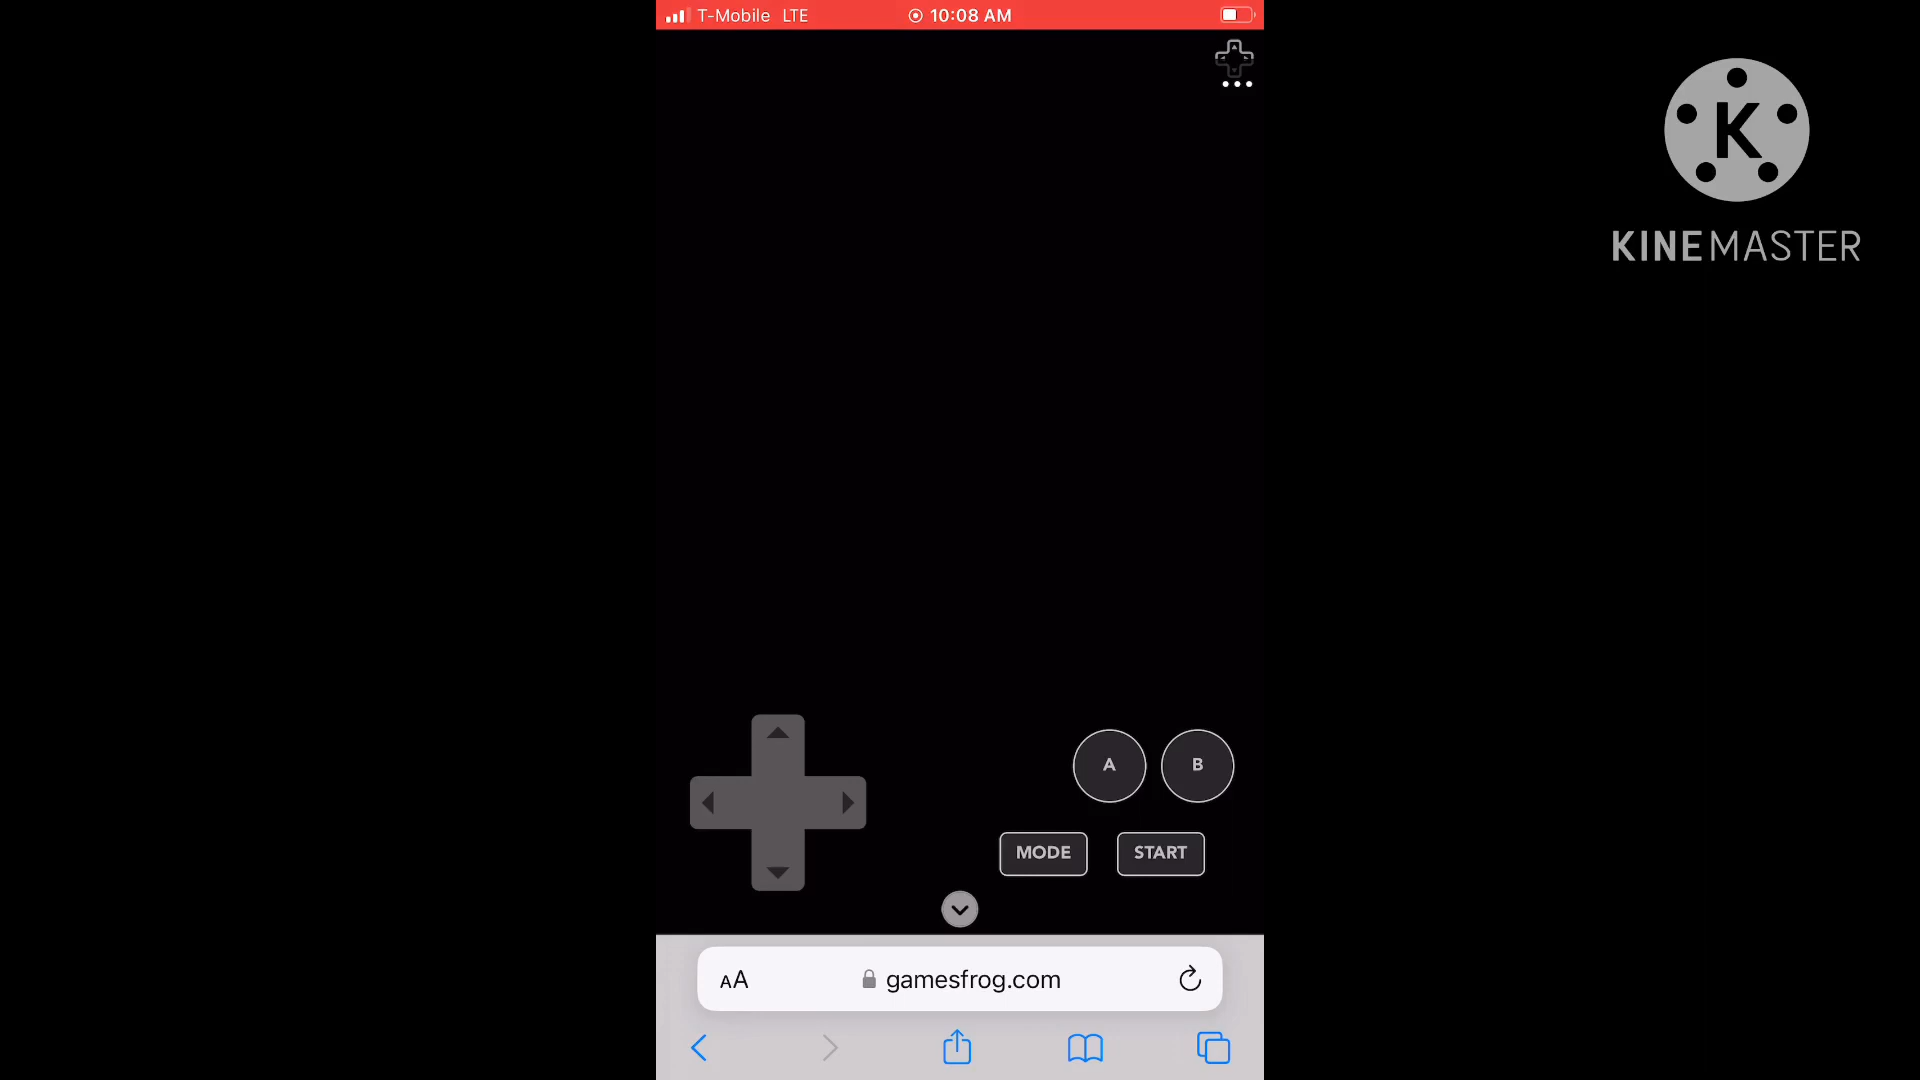 T-Mobile LTE 10:08 AM
K
KINEMASTER
A B
MODE START
AA gamesfrog.com